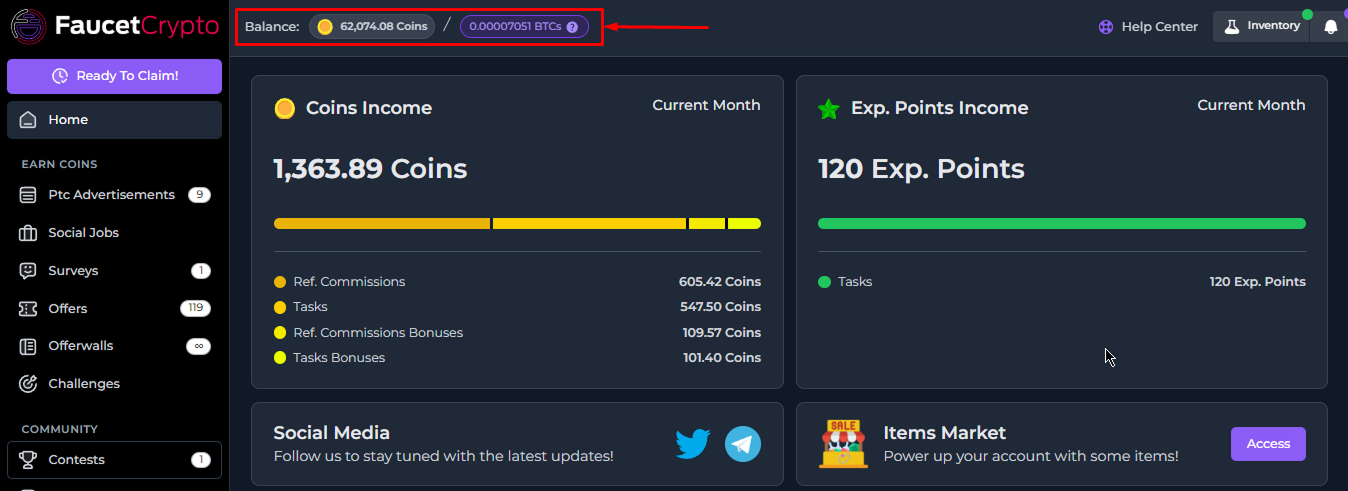 FaucetCrypto
Balance: 62,074.08 Coins / 0.00007051 BTCs ?
Help Center
Inventory
Ready To Claim!
Home
EARN COINS
Ptc Advertisements 9
Social Jobs
Surveys 1
Offers 119
Offerwalls ∞
Challenges
COMMUNITY
Contests 1
Coins Income Current Month
1,363.89 Coins
Ref. Commissions 605.42 Coins
Tasks 547.50 Coins
Ref. Commissions Bonuses 109.57 Coins
Tasks Bonuses 101.40 Coins
Exp. Points Income Current Month
120 Exp. Points
Tasks 120 Exp. Points
Social Media
Follow us to stay tuned with the latest updates!
SALE
Items Market
Power up your account with some items!
Access